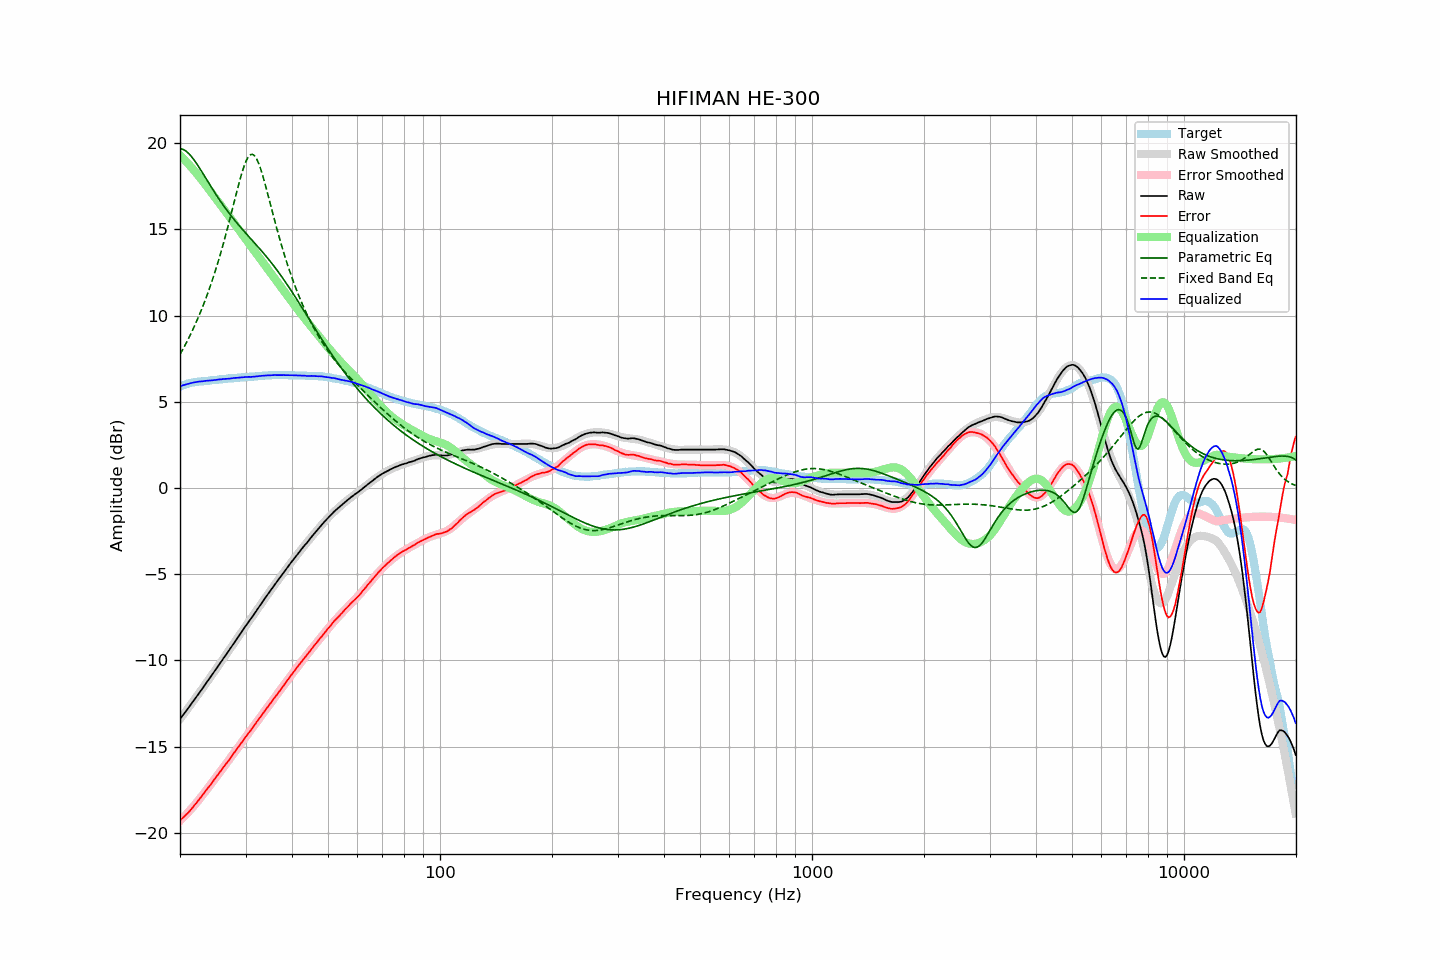 HIFIMAN HE-300
Target
Raw Smoothed
Error Smoothed
Raw
Error
Equalization
Parametric Eq
Fixed Band Eq
Equalized
Amplitude (dBr)
20
15
10
5
0
−5
−10
−15
−20
100
1000
10000
Frequency (Hz)